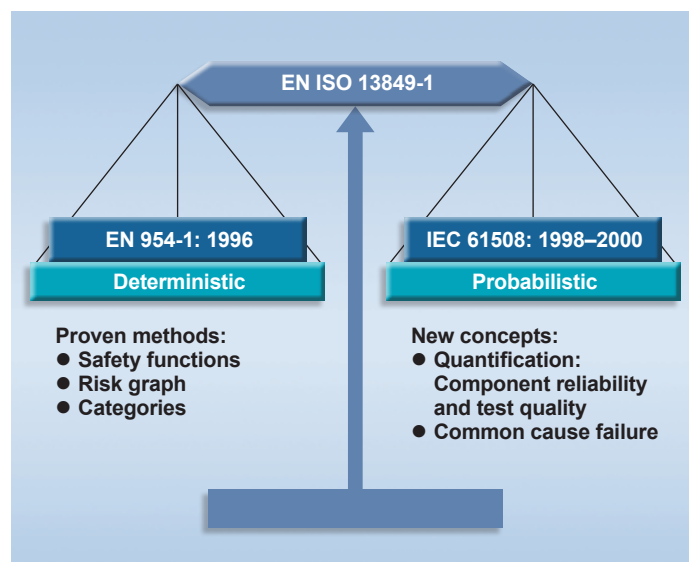 EN ISO 13849-1
EN 954-1: 1996
Deterministic
Proven methods:
● Safety functions
● Risk graph
● Categories
IEC 61508: 1998–2000
Probabilistic
New concepts:
● Quantification:
Component reliability
and test quality
● Common cause failure